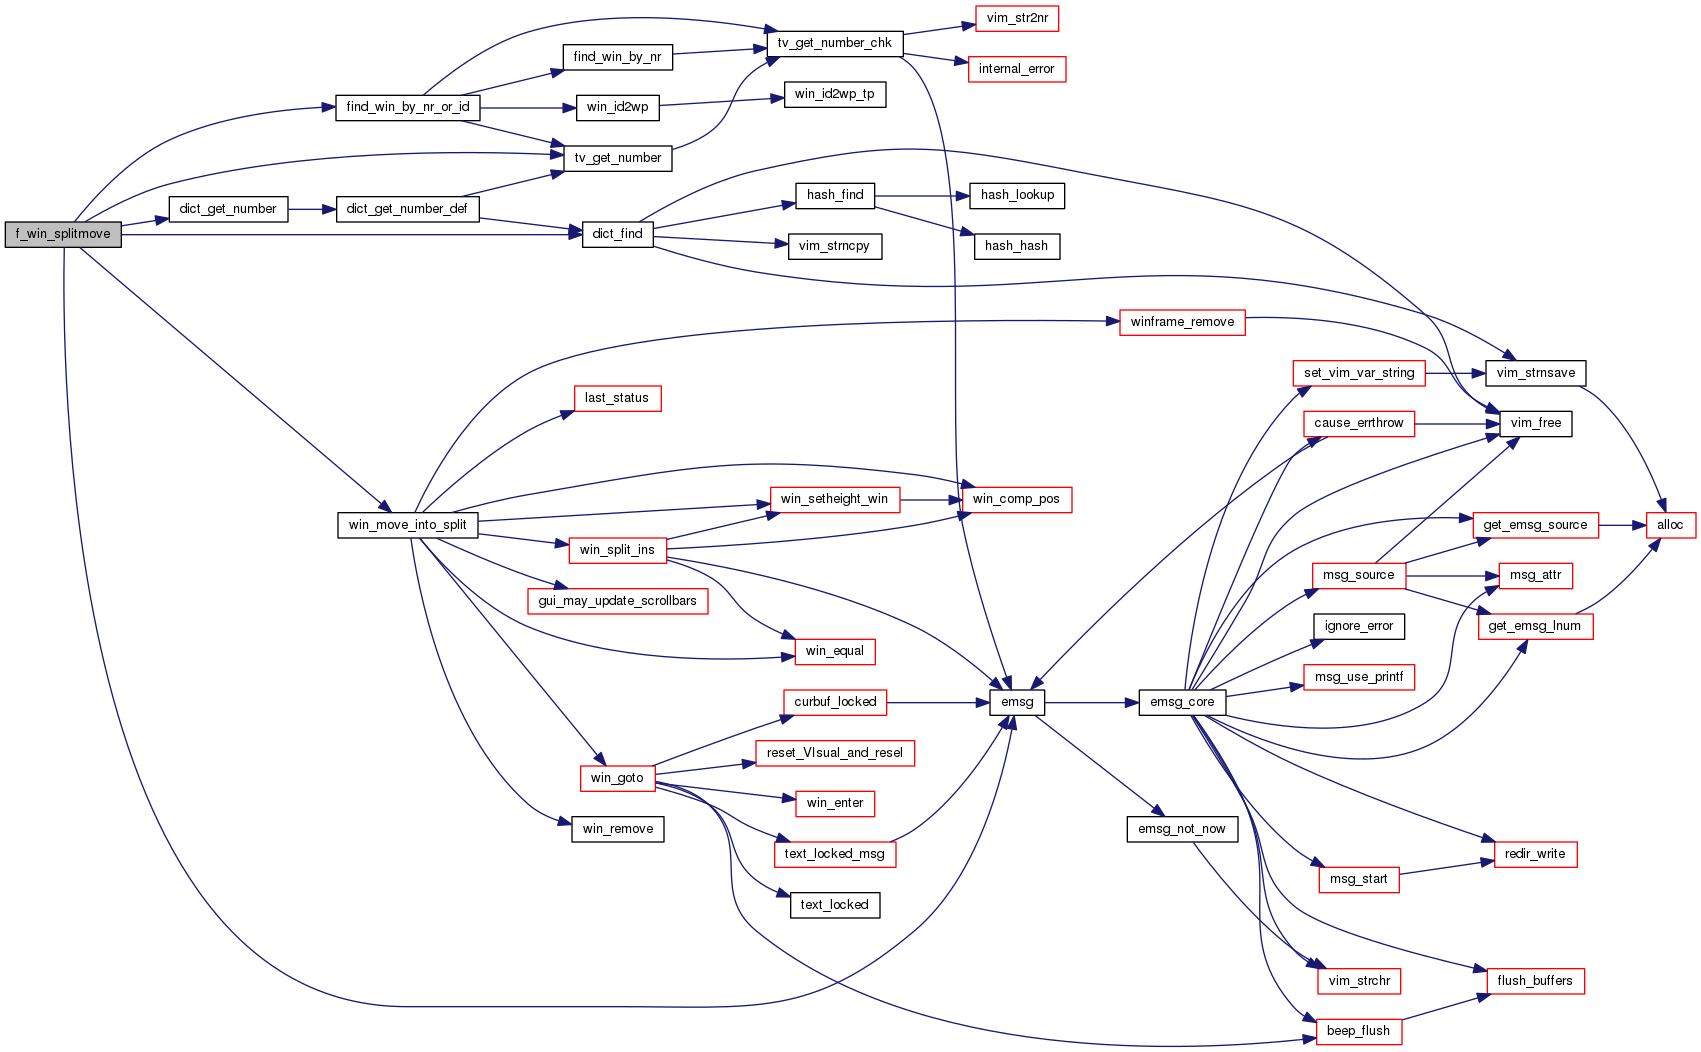 vim_str2nr
tv_get_number_chk
find_win_by_nr
internal_error
win_id2wp_tp
find_win_by_nr_or_id
win_id2wp
tv_get_number
hash_find
hash_lookup
dict_get_number
dict_get_number_def
f_win_splitmove
dict_find
vim_strncpy
hash_hash
winframe_remove
set_vim_var_string
vim_strnsave
last_status
cause_errthrow
vim_free
win_setheight_win
win_comp_pos
win_move_into_split
get_emsg_source
alloc
win_split_ins
msg_source
msg_attr
gui_may_update_scrollbars
ignore_error
get_emsg_lnum
win_equal
msg_use_printf
curbuf_locked
emsg
emsg_core
reset_VIsual_and_resel
win_goto
win_enter
win_remove
emsg_not_now
text_locked_msg
redir_write
msg_start
text_locked
vim_strchr
flush_buffers
beep_flush